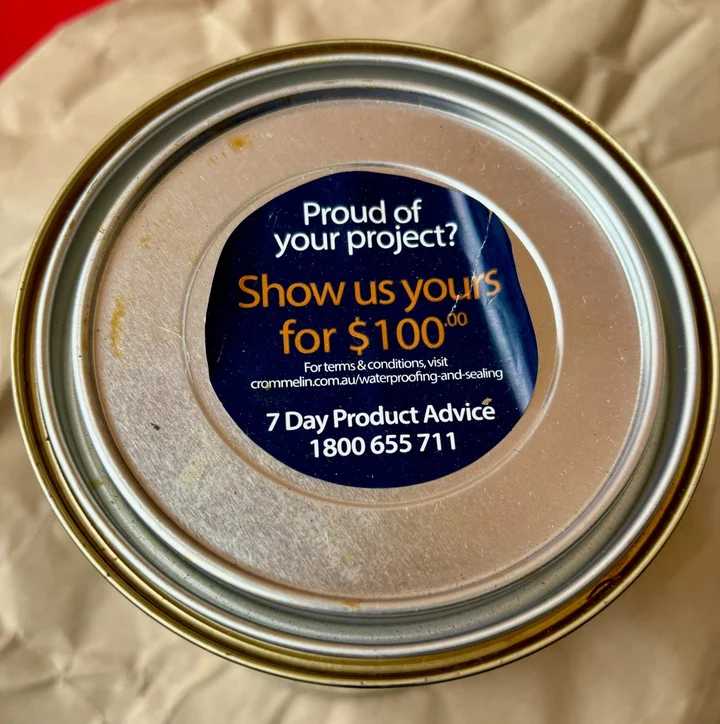 Proud of
your project?
Show us yours
for $100.00
For terms & conditions, visit
crommelin.com.au/waterproofing-and-sealing
7 Day Product Advice
1800 655 711